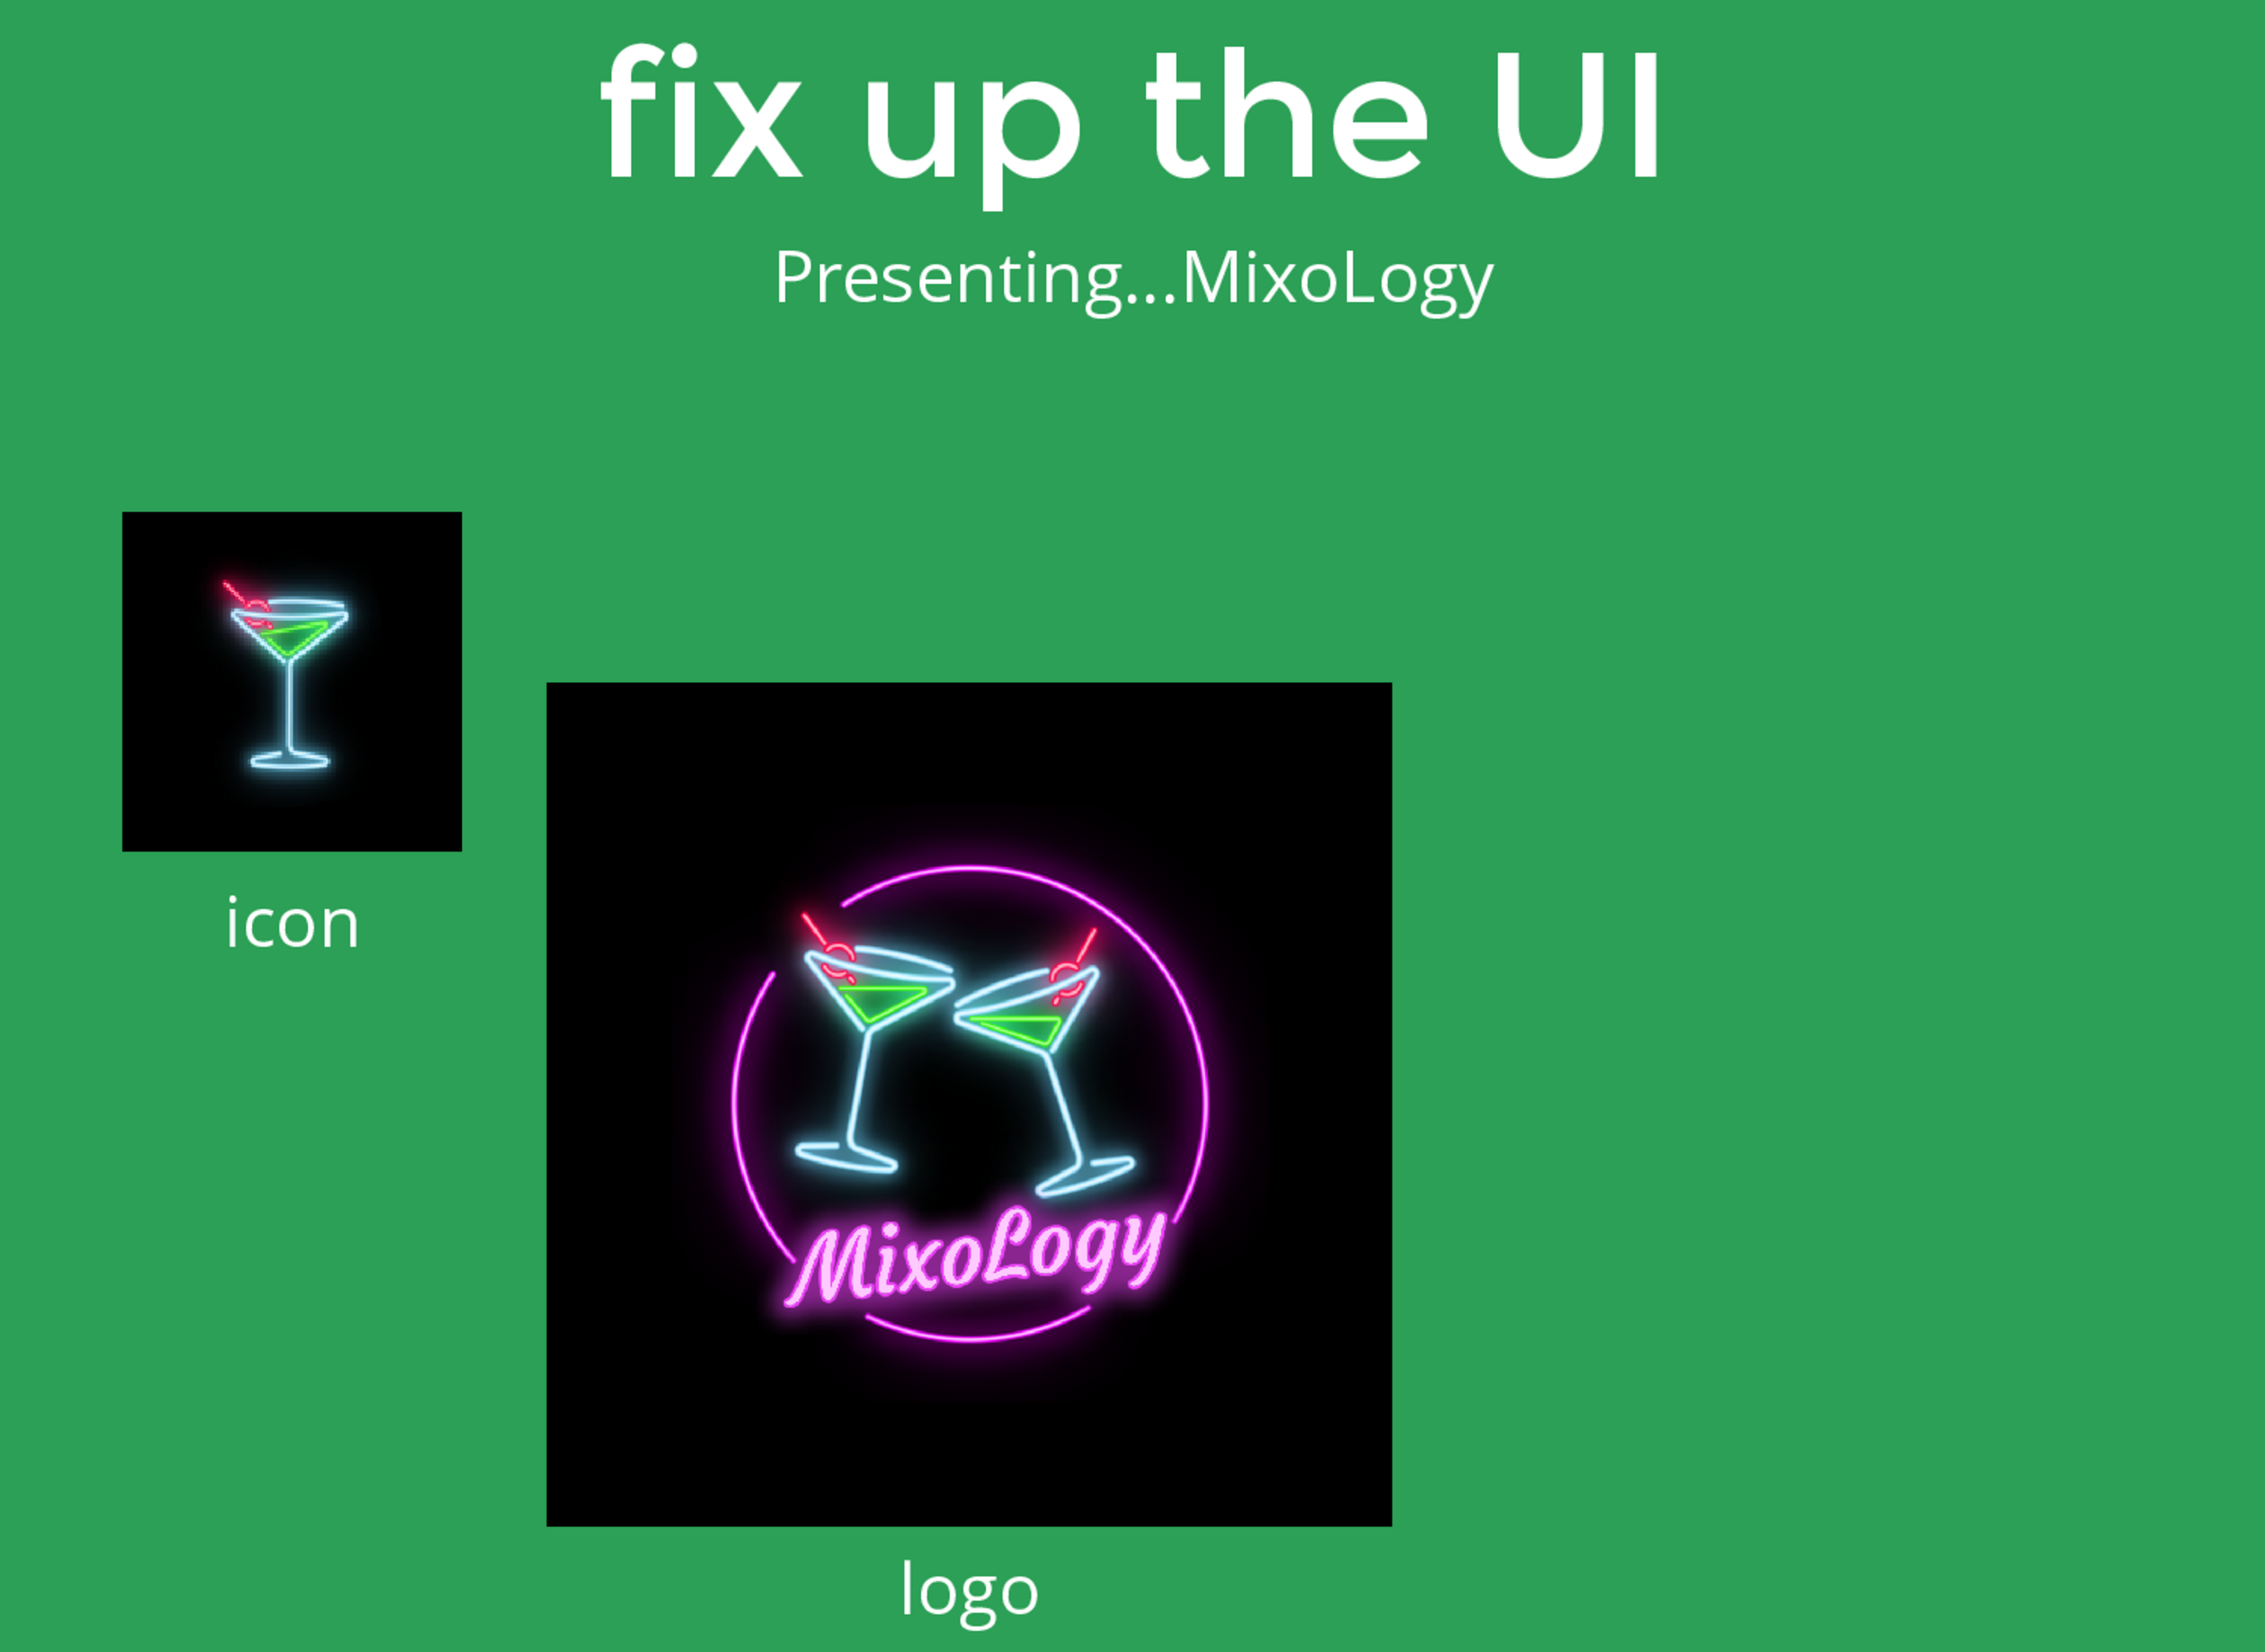 fix up the UI
Presenting...MixoLogy
icon
MixoLogy
logo